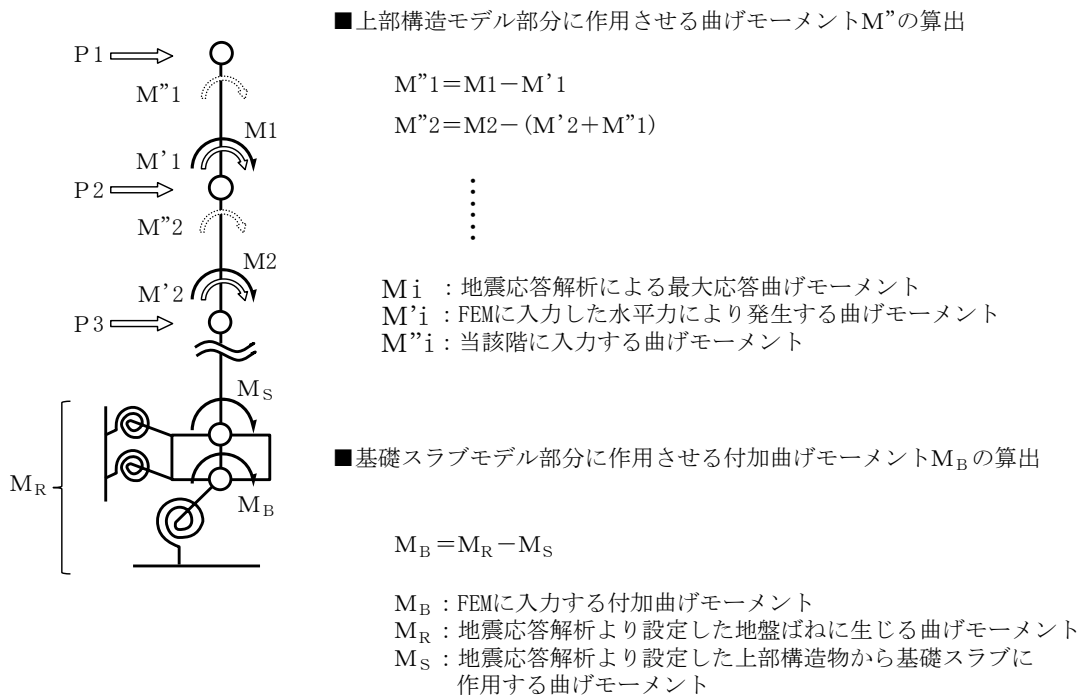 ■上部構造モデル部分に作用させる曲げモーメントM”の算出
P1
M”1
M”1=M1－M’1
M”2=M2－(M’2＋M”1)
M1
M’1
P2
M”2
M2
M’2
P3
Mi ：地震応答解析による最大応答曲げモーメント
M’i：FEMに入力した水平力により発生する曲げモーメント
M”i：当該階に入力する曲げモーメント
MS
MR
MB
■基礎スラブモデル部分に作用させる付加曲げモーメントMBの算出
MB=MR－MS
MB：FEMに入力する付加曲げモーメント
MR：地震応答解析より設定した地盤ばねに生じる曲げモーメント
MS：地震応答解析より設定した上部構造物から基礎スラブに
作用する曲げモーメント